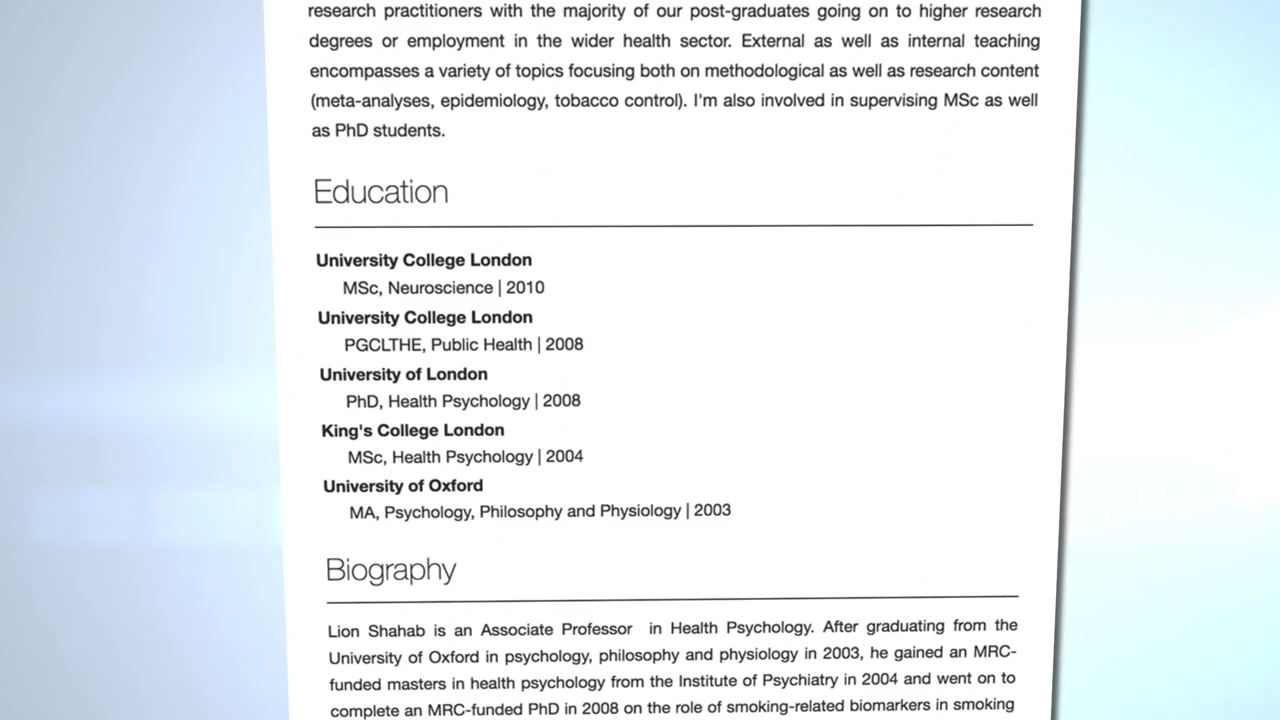 research practitioners with the majority of our post-graduates going on to higher research
degrees or employment in the wider health sector. External as well as internal teaching
encompasses a variety of topics focusing both on methodological as well as research content
(meta-analyses, epidemiology, tobacco control). I'm also involved in supervising MSc as well
as PhD students.
Education
University College London
MSc, Neuroscience | 2010
University College London
PGCLTHE, Public Health | 2008
University of London
PhD, Health Psychology | 2008
King's College London
MSc, Health Psychology | 2004
University of Oxford
MA, Psychology, Philosophy and Physiology | 2003
Biography
Lion Shahab is an Associate Professor in Health Psychology. After graduating from the
University of Oxford in psychology, philosophy and physiology in 2003, he gained an MRC-
funded masters in health psychology from the Institute of Psychiatry in 2004 and went on to
complete an MRC-funded PhD in 2008 on the role of smoking-related biomarkers in smoking